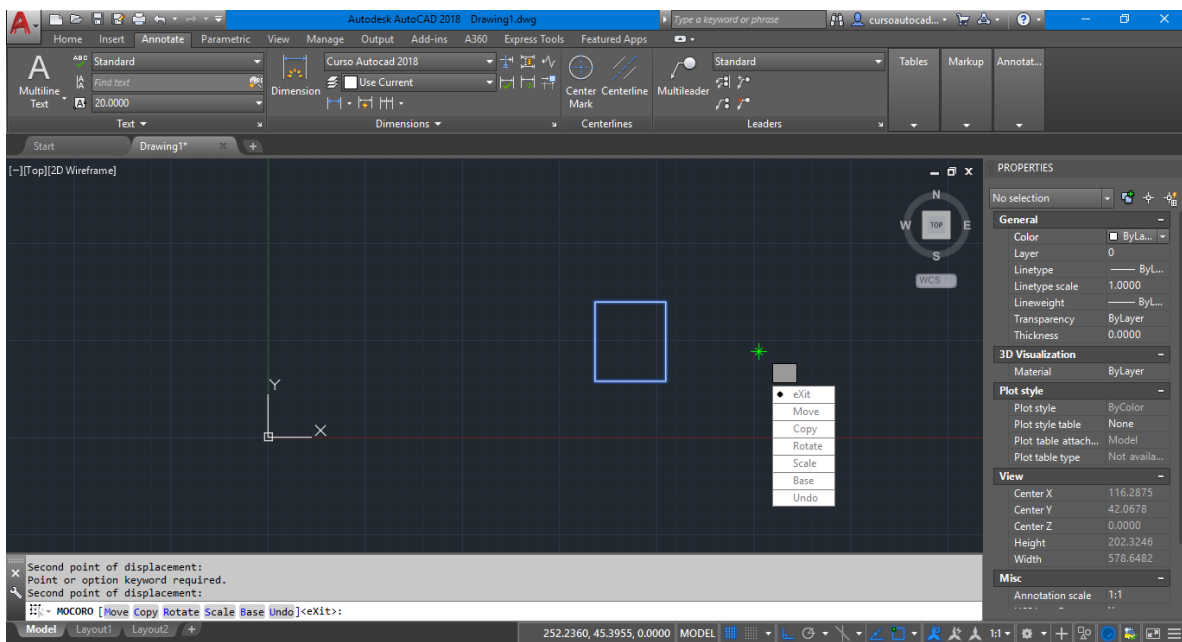 Autodesk AutoCAD 2018 Drawing1.dwg
Type a keyword or phrase
cursoautocad...
Home Insert Annotate Parametric View Manage Output Add-ins A360 Express Tools Featured Apps
A
Multiline
Text
ABC Standard
Find text
20.0000
Text
Dimension
Curso Autocad 2018
Use Current
Dimensions
Center
Mark
Centerline
Centerlines
Multileader
Standard
Leaders
Tables
Markup
Annotat...
Start Drawing1* +
[−][Top][2D Wireframe]
N
W TOP E
S
WCS
Y
X
eXit
Move
Copy
Rotate
Scale
Base
Undo
PROPERTIES
No selection
General −
Color ByLa...
Layer 0
Linetype ByL...
Linetype scale 1.0000
Lineweight ByL...
Transparency ByLayer
Thickness 0.0000
3D Visualization −
Material ByLayer
Plot style −
Plot style ByColor
Plot style table None
Plot table attach... Model
Plot table type Not availa...
View −
Center X 116.2875
Center Y 42.0678
Center Z 0.0000
Height 202.3246
Width 578.6482
Misc −
Annotation scale 1:1
Second point of displacement:
Point or option keyword required.
Second point of displacement:
MOCORO [Move Copy Rotate Scale Base Undo]<eXit>:
Model Layout1 Layout2 +
252.2360, 45.3955, 0.0000 MODEL 1:1